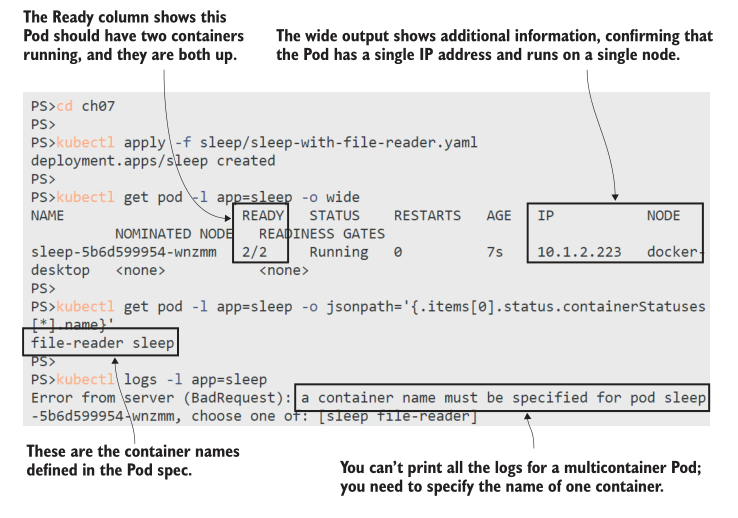 The Ready column shows this
Pod should have two containers
running, and they are both up.
The wide output shows additional information, confirming that
the Pod has a single IP address and runs on a single node.
PS>cd ch07
PS>
PS>kubectl apply -f sleep/sleep-with-file-reader.yaml
deployment.apps/sleep created
PS>
PS>kubectl get pod -l app=sleep -o wide
NAME READY STATUS RESTARTS AGE IP NODE
NOMINATED NODE READINESS GATES
sleep-5b6d599954-wnzmm 2/2 Running 0 7s 10.1.2.223 docker-
desktop <none> <none>
PS>
PS>kubectl get pod -l app=sleep -o jsonpath='{.items[0].status.containerStatuses
[*].name}'
file-reader sleep
PS>
PS>kubectl logs -l app=sleep
Error from server (BadRequest): a container name must be specified for pod sleep
-5b6d599954-wnzmm, choose one of: [sleep file-reader]
These are the container names
defined in the Pod spec.
You can't print all the logs for a multicontainer Pod;
you need to specify the name of one container.